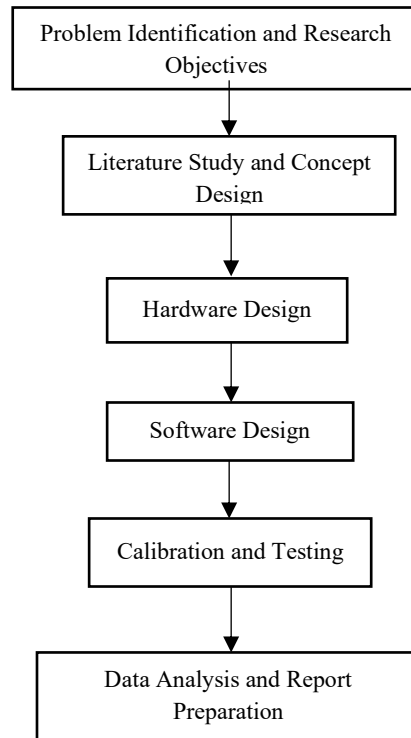 Problem Identification and Research
Objectives
Literature Study and Concept
Design
Hardware Design
Software Design
Calibration and Testing
Data Analysis and Report
Preparation